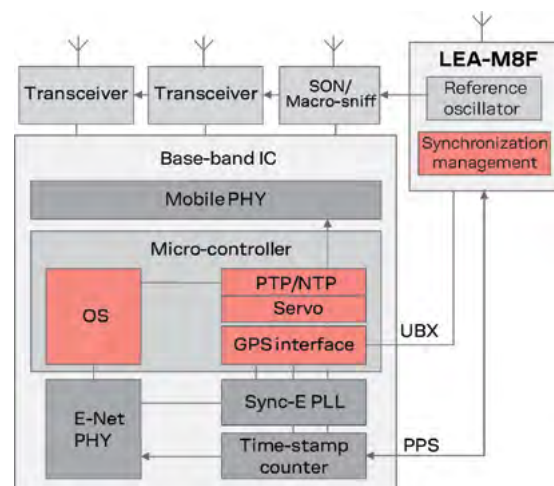 LEA-M8F
Transceiver
Transceiver
SON/
Macro-sniff
Reference
oscillator
Synchronization
management
Base-band IC
Mobile PHY
Micro-controller
OS
PTP/NTP
Servo
GPS interface
UBX
E-Net
PHY
Sync-E PLL
Time-stamp
counter
PPS